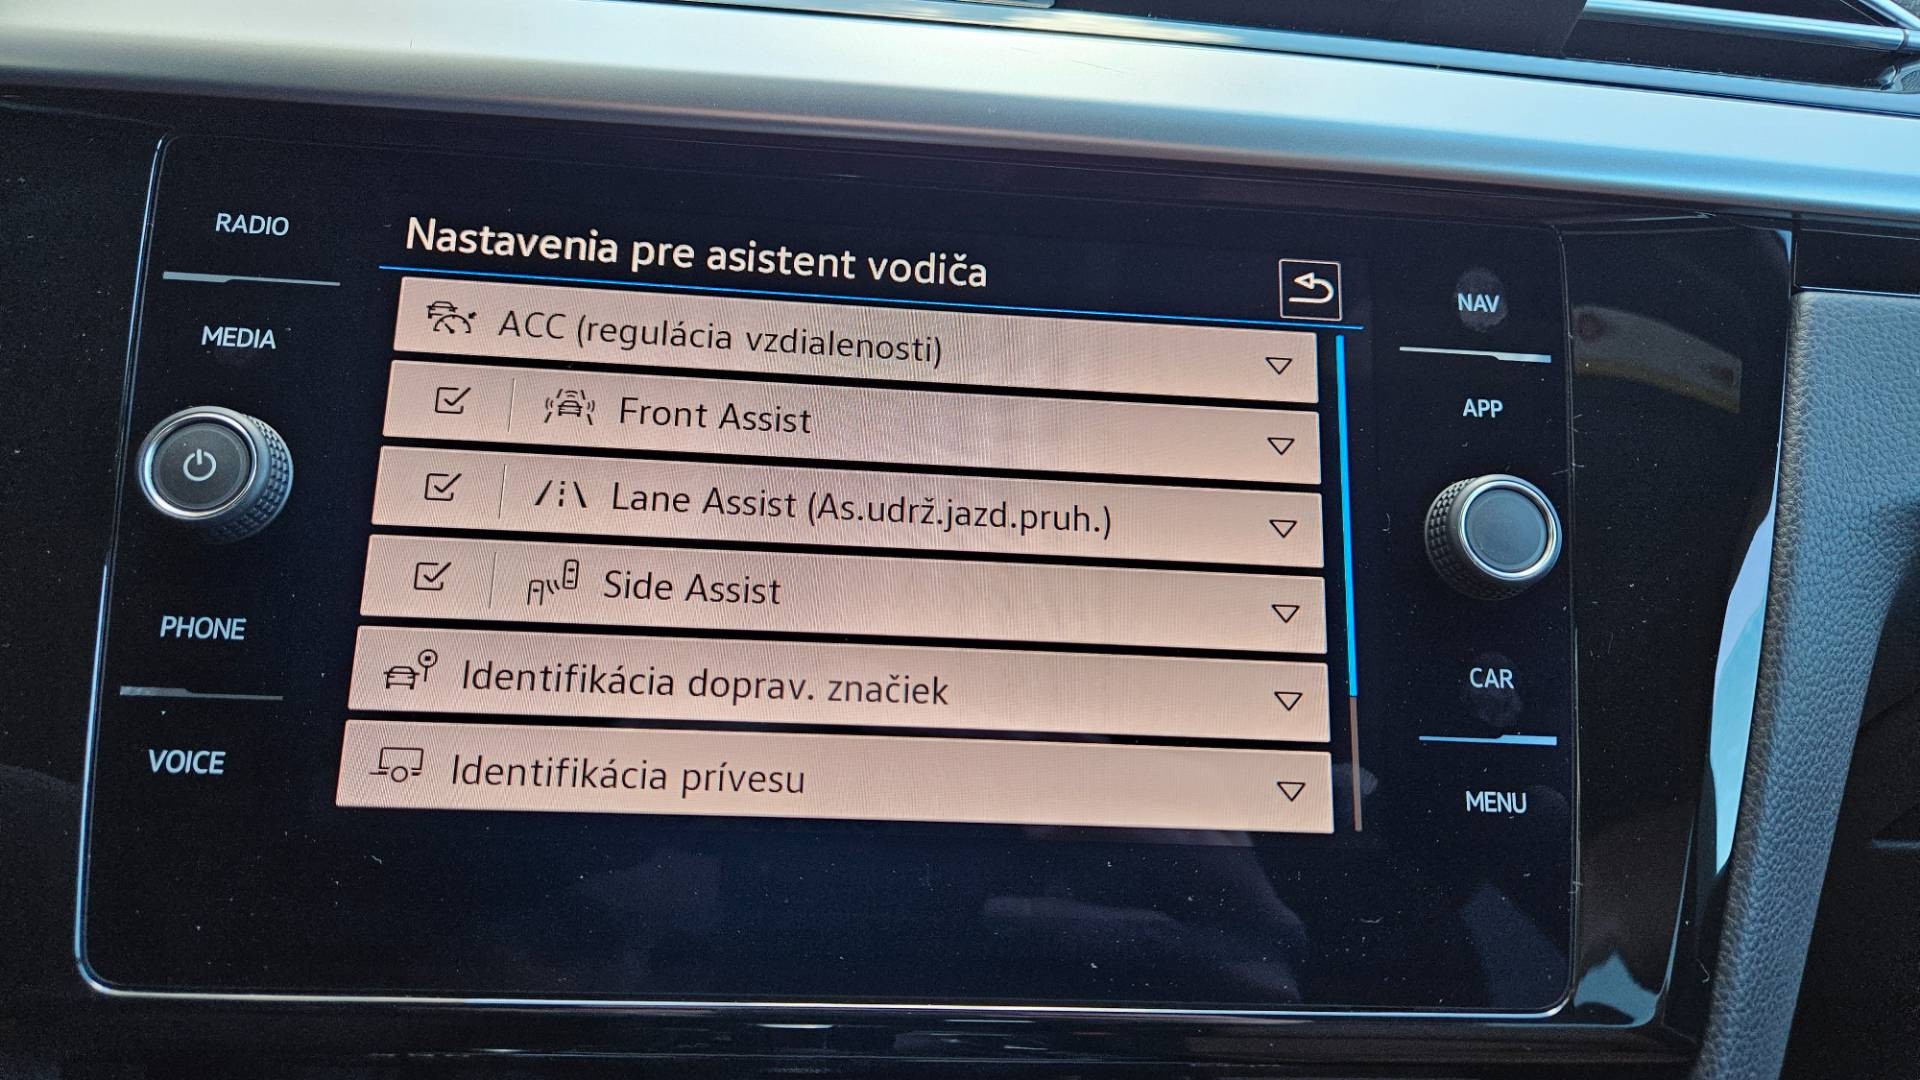 RADIO
MEDIA
PHONE
VOICE
Nastavenia pre asistent vodiča
ACC (regulácia vzdialenosti)
Front Assist
Lane Assist (As.udrž.jazd.pruh.)
Side Assist
Identifikácia doprav. značiek
Identifikácia prívesu
NAV
APP
CAR
MENU